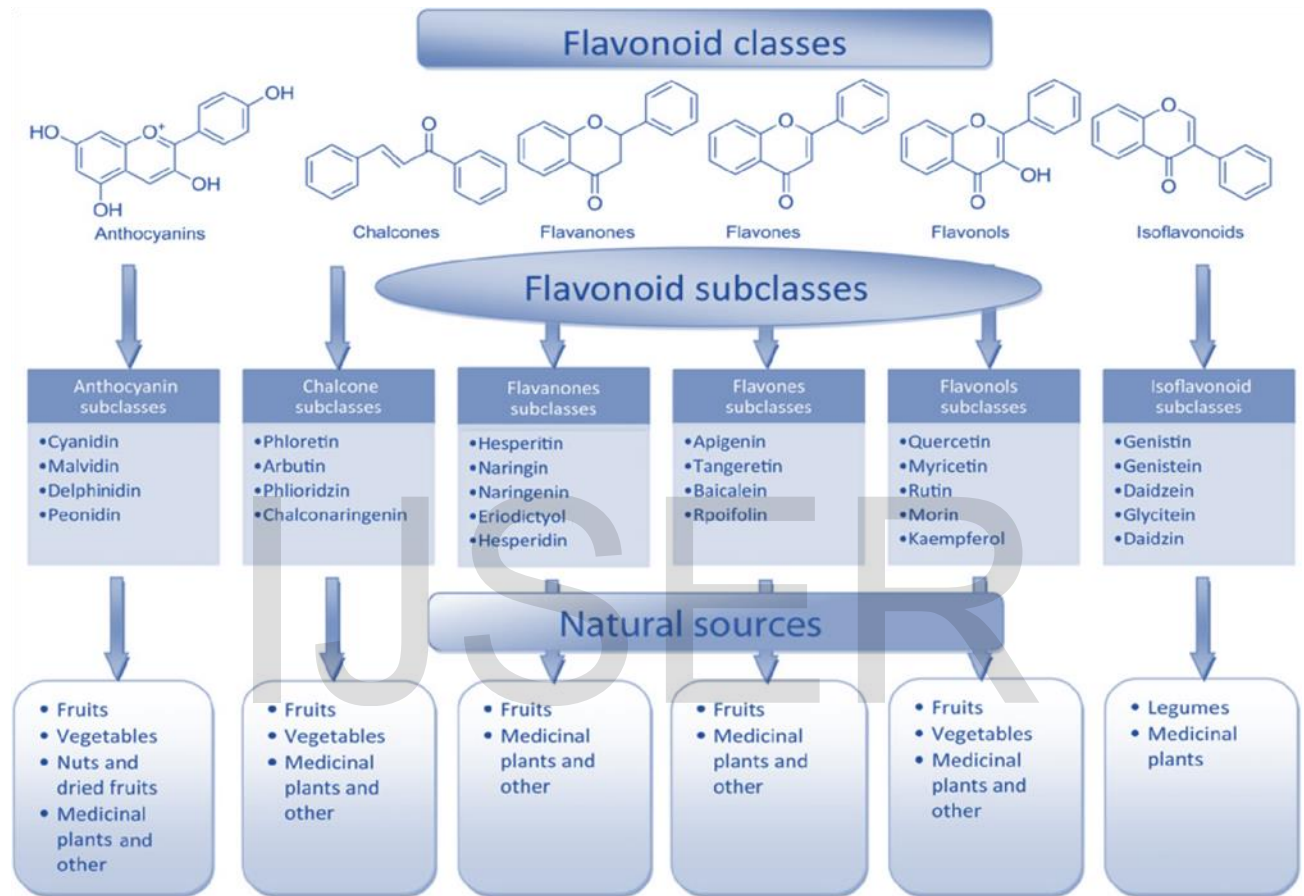 Flavonoid classes
OH
HO
O+
OH
OH
Anthocyanins
O
Chalcones
O
O
Flavanones
O
O
Flavones
O
OH
O
Flavonols
O
O
Isoflavonoids
Flavonoid subclasses
Anthocyanin
subclasses
•Cyanidin
•Malvidin
•Delphinidin
•Peonidin
Chalcone
subclasses
•Phloretin
•Arbutin
•Phlioridzin
•Chalconaringenin
Flavanones
subclasses
•Hesperitin
•Naringin
•Naringenin
•Eriodictyol
•Hesperidin
Flavones
subclasses
•Apigenin
•Tangeretin
•Baicalein
•Rpoifolin
Flavonols
subclasses
•Quercetin
•Myricetin
•Rutin
•Morin
•Kaempferol
Isoflavonoid
subclasses
•Genistin
•Genistein
•Daidzein
•Glycitein
•Daidzin
IJSER
Natural sources
• Fruits
• Vegetables
• Nuts and
dried fruits
• Medicinal
plants and
other
• Fruits
• Vegetables
• Medicinal
plants and
other
• Fruits
• Medicinal
plants and
other
• Fruits
• Medicinal
plants and
other
• Fruits
• Vegetables
• Medicinal
plants and
other
• Legumes
• Medicinal
plants